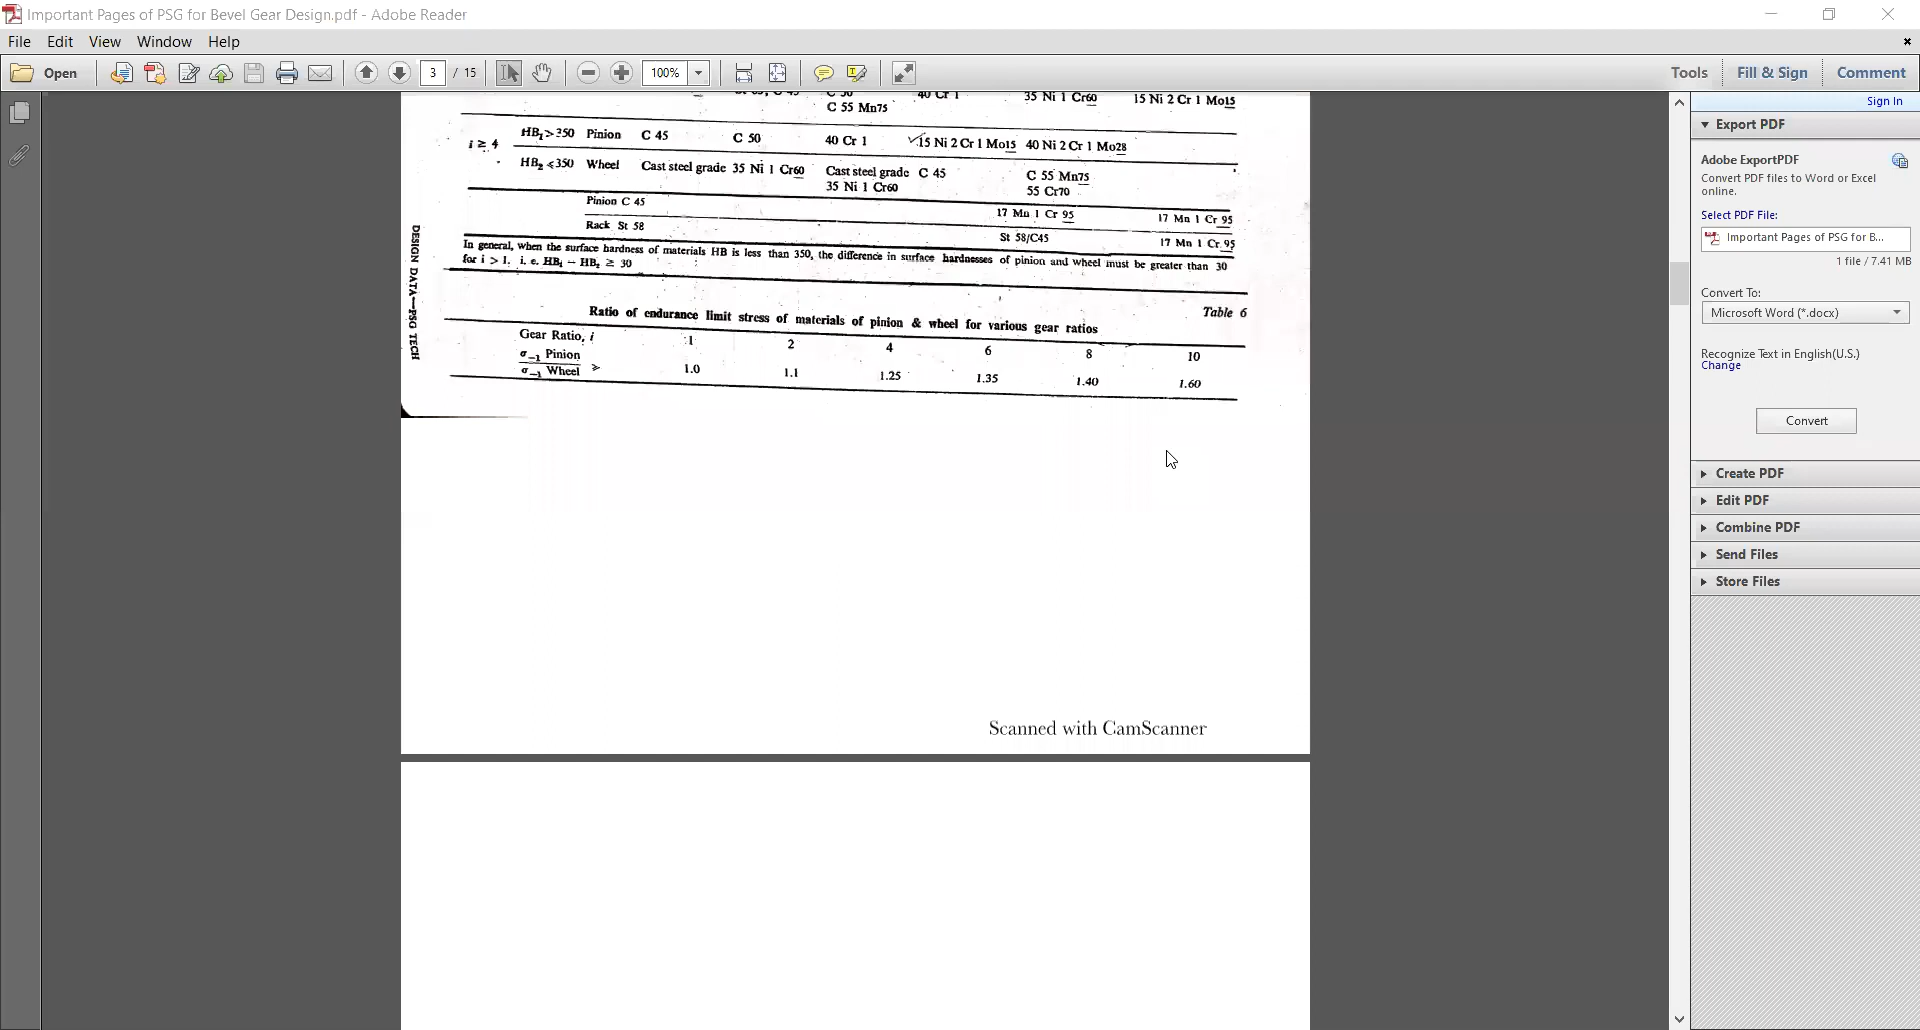 Important Pages of PSG for Bevel Gear Design.pdf - Adobe Reader
File Edit View Window Help
Open 3 / 15 100% Tools Fill & Sign Comment
40 Cr 1 35 Ni 1 Cr60 15 Ni 2 Cr 1 Mo15
C 55 Mn75
i ≥ 4 HB₁>350 Pinion C 45 C 50 40 Cr 1 15 Ni 2 Cr 1 Mo15 40 Ni 2 Cr 1 Mo28
HB₂ ≤350 Wheel Cast steel grade 35 Ni 1 Cr60 Cast steel grade C 45 C 55 Mn75
35 Ni 1 Cr60 55 Cr70
Pinion C 45 17 Mn 1 Cr 95 17 Mn 1 Cr 95
Rack St 58 St 58/C45 17 Mn 1 Cr 95
In general, when the surface hardness of materials HB is less than 350, the difference in surface hardnesses of pinion and wheel must be greater than 30
for i > 1. i. e. HB₁ − HB₂ ≥ 30
DESIGN DATA—PSG TECH
Table 6
Ratio of endurance limit stress of materials of pinion & wheel for various gear ratios
Gear Ratio, i 1 2 4 6 8 10
σ₋₁ Pinion
σ₋₁ Wheel ≥ 1.0 1.1 1.25 1.35 1.40 1.60
Scanned with CamScanner
Sign In
Export PDF
Adobe ExportPDF
Convert PDF files to Word or Excel
online.
Select PDF File:
Important Pages of PSG for B...
1 file / 7.41 MB
Convert To:
Microsoft Word (*.docx)
Recognize Text in English(U.S.)
Change
Convert
Create PDF
Edit PDF
Combine PDF
Send Files
Store Files